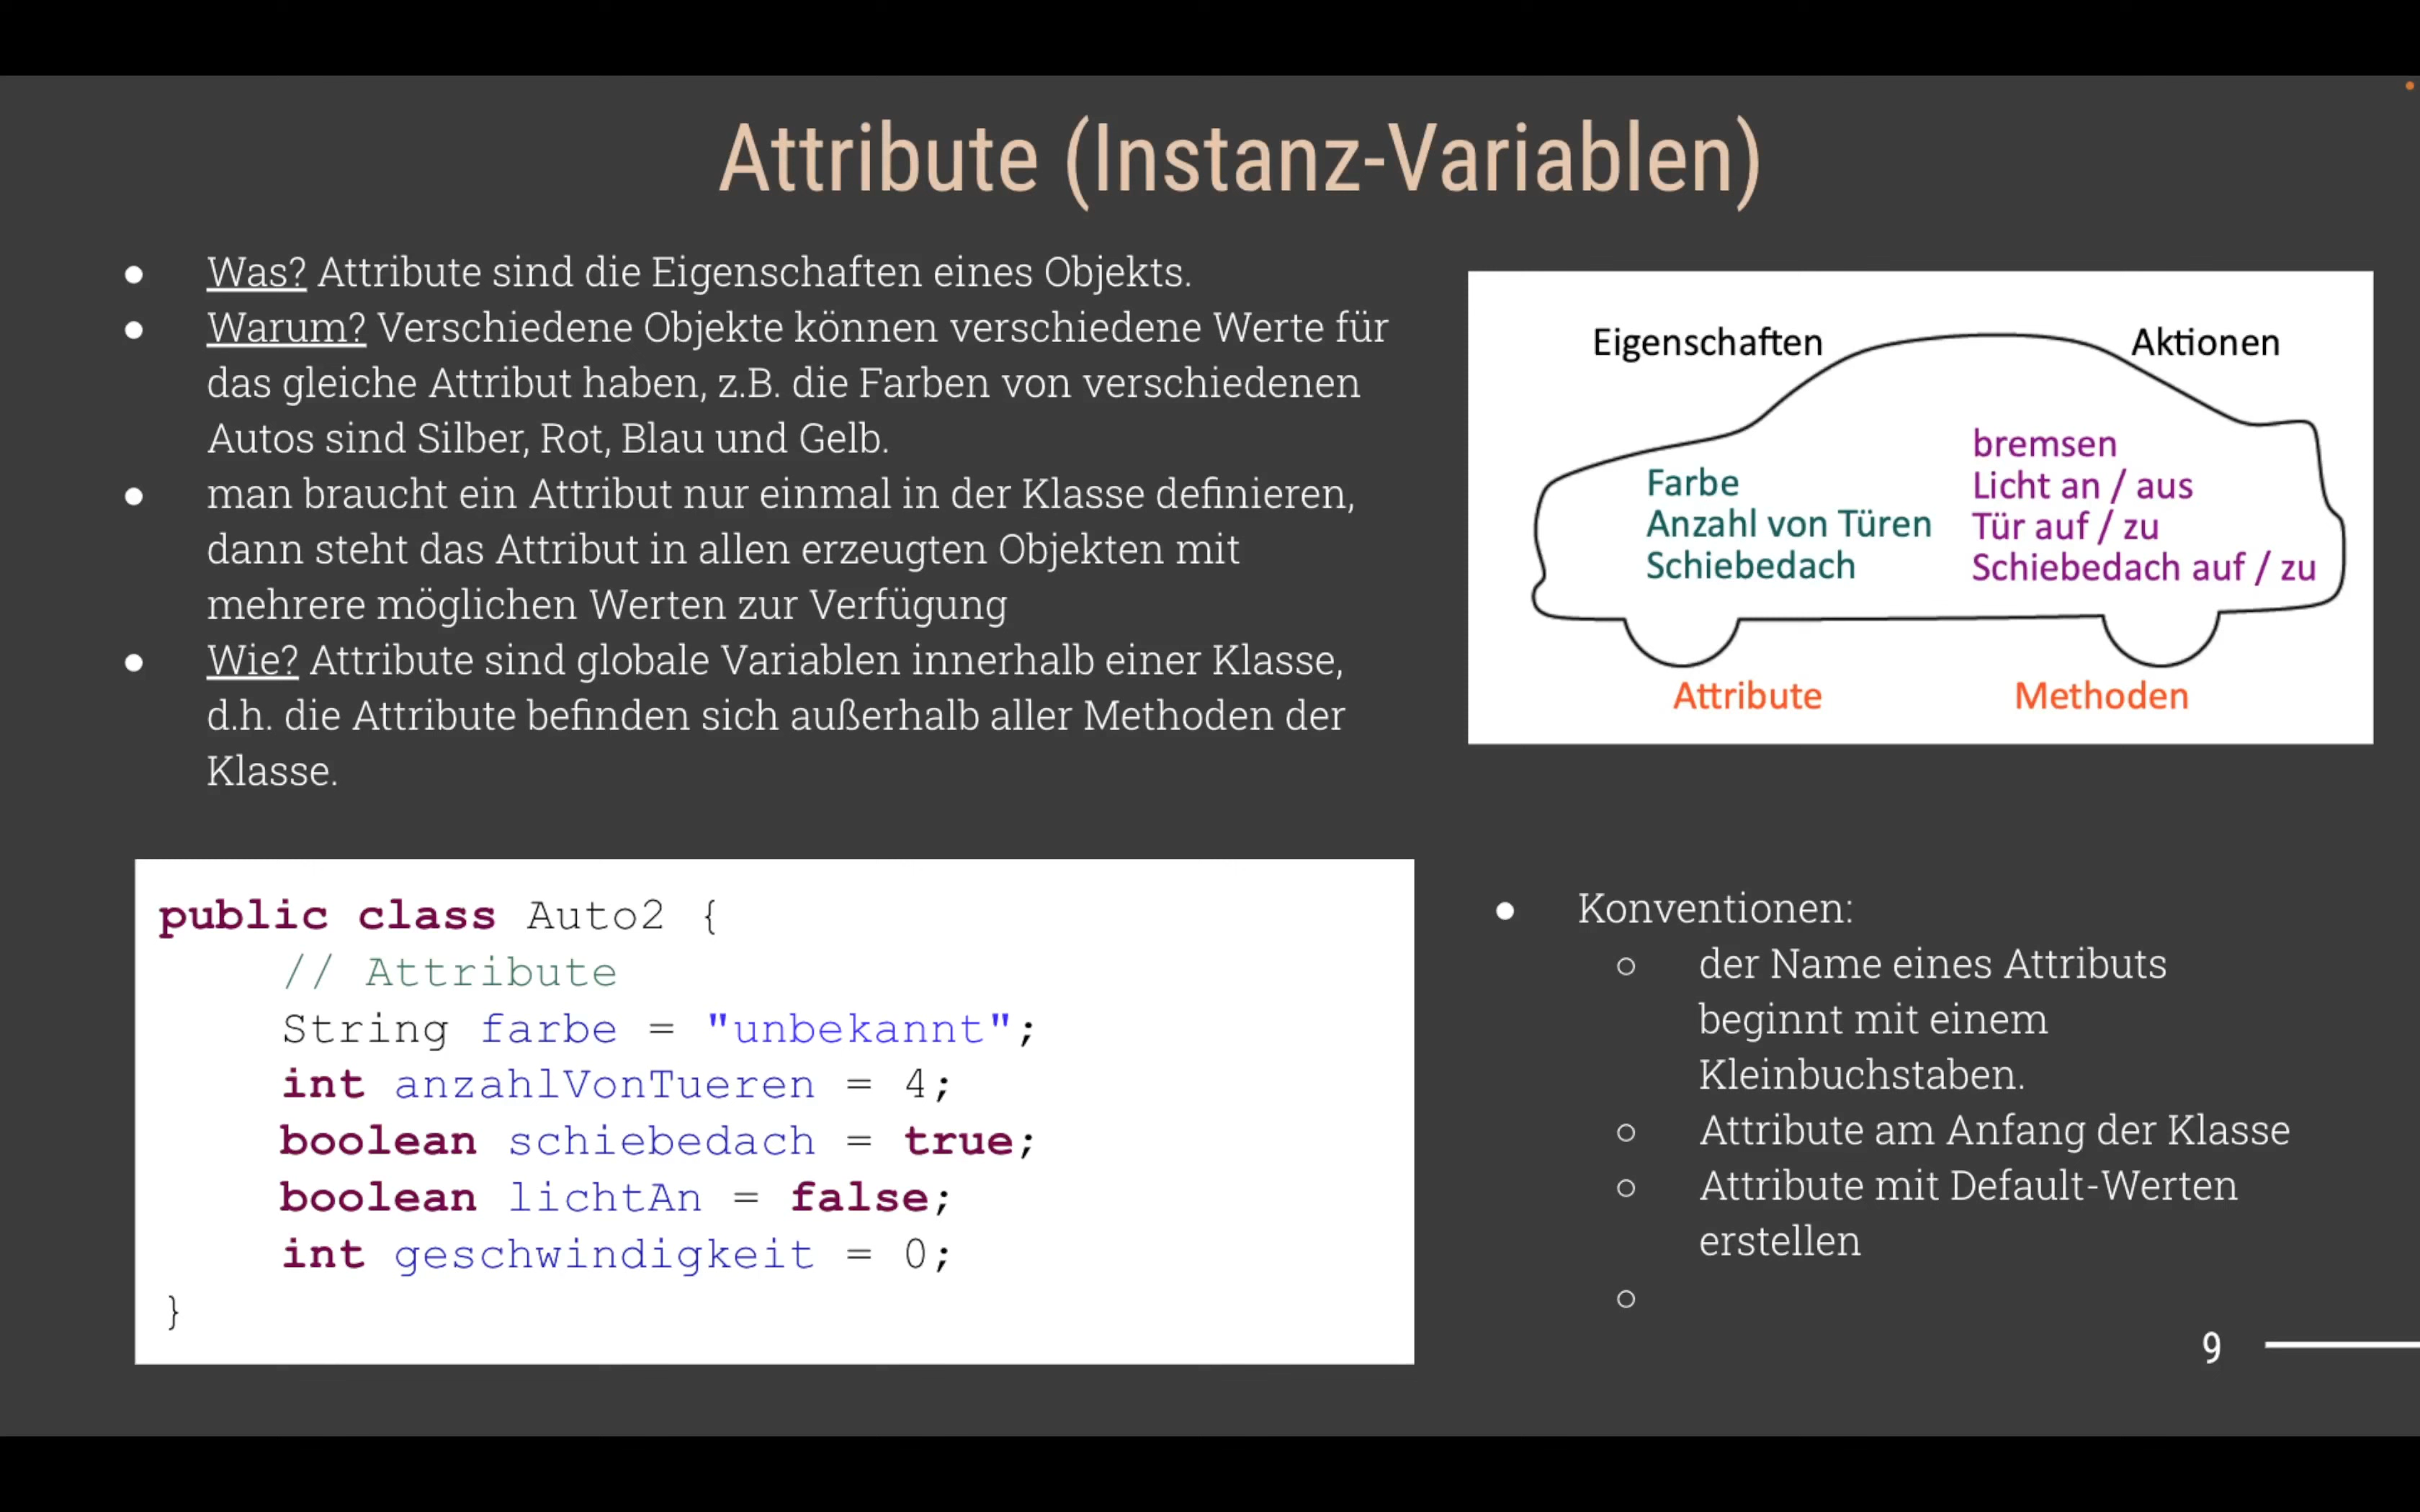 Attribute (Instanz-Variablen)
● Was? Attribute sind die Eigenschaften eines Objekts.
● Warum? Verschiedene Objekte können verschiedene Werte für
das gleiche Attribut haben, z.B. die Farben von verschiedenen
Autos sind Silber, Rot, Blau und Gelb.
● man braucht ein Attribut nur einmal in der Klasse definieren,
dann steht das Attribut in allen erzeugten Objekten mit
mehrere möglichen Werten zur Verfügung
● Wie? Attribute sind globale Variablen innerhalb einer Klasse,
d.h. die Attribute befinden sich außerhalb aller Methoden der
Klasse.
Eigenschaften
Aktionen
Farbe
Anzahl von Türen
Schiebedach
bremsen
Licht an / aus
Tür auf / zu
Schiebedach auf / zu
Attribute
Methoden
public class Auto2 {
// Attribute
String farbe = "unbekannt";
int anzahlVonTueren = 4;
boolean schiebedach = true;
boolean lichtAn = false;
int geschwindigkeit = 0;
}
● Konventionen:
○ der Name eines Attributs
beginnt mit einem
Kleinbuchstaben.
○ Attribute am Anfang der Klasse
○ Attribute mit Default-Werten
erstellen
○
9